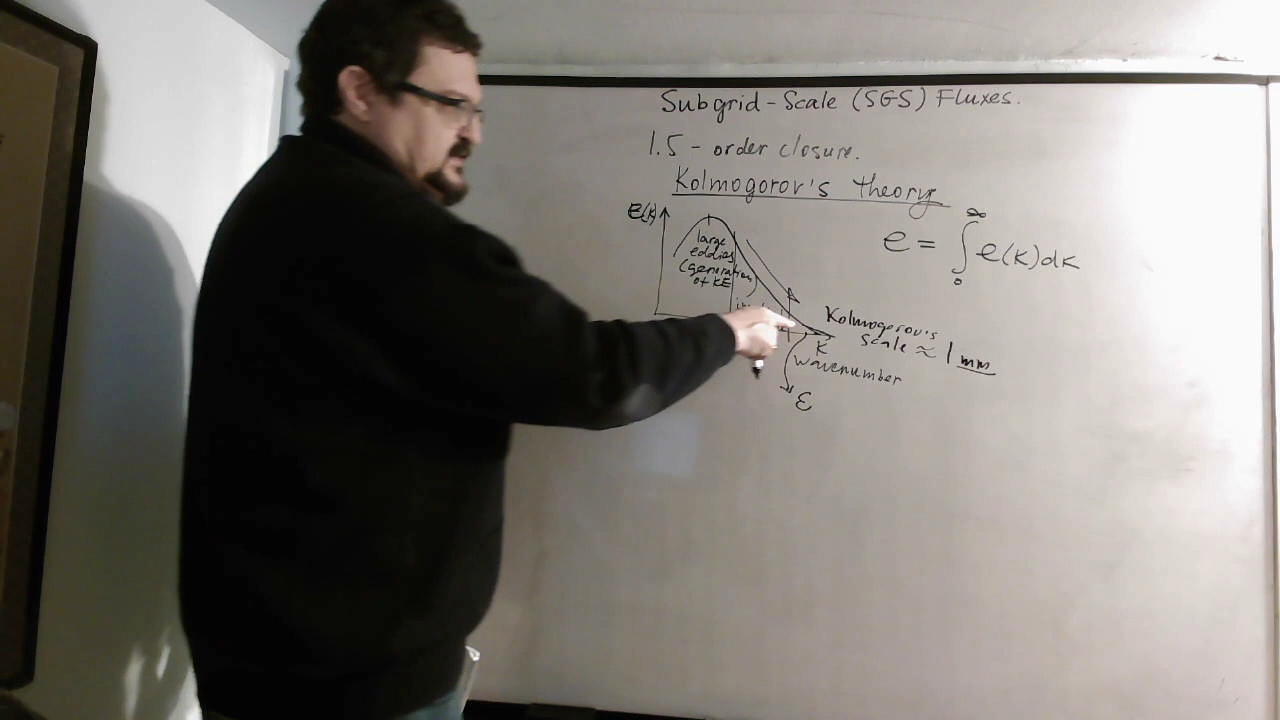 Subgrid-Scale (SGS) Fluxes.
1.5 - order closure.
Kolmogorov's theory
e(k)
large
eddies
(generation
of KE)
e = ∫₀^∞ e(k)dk
Kolmogorov's
scale ≈ 1 mm
k
wavenumber
ε